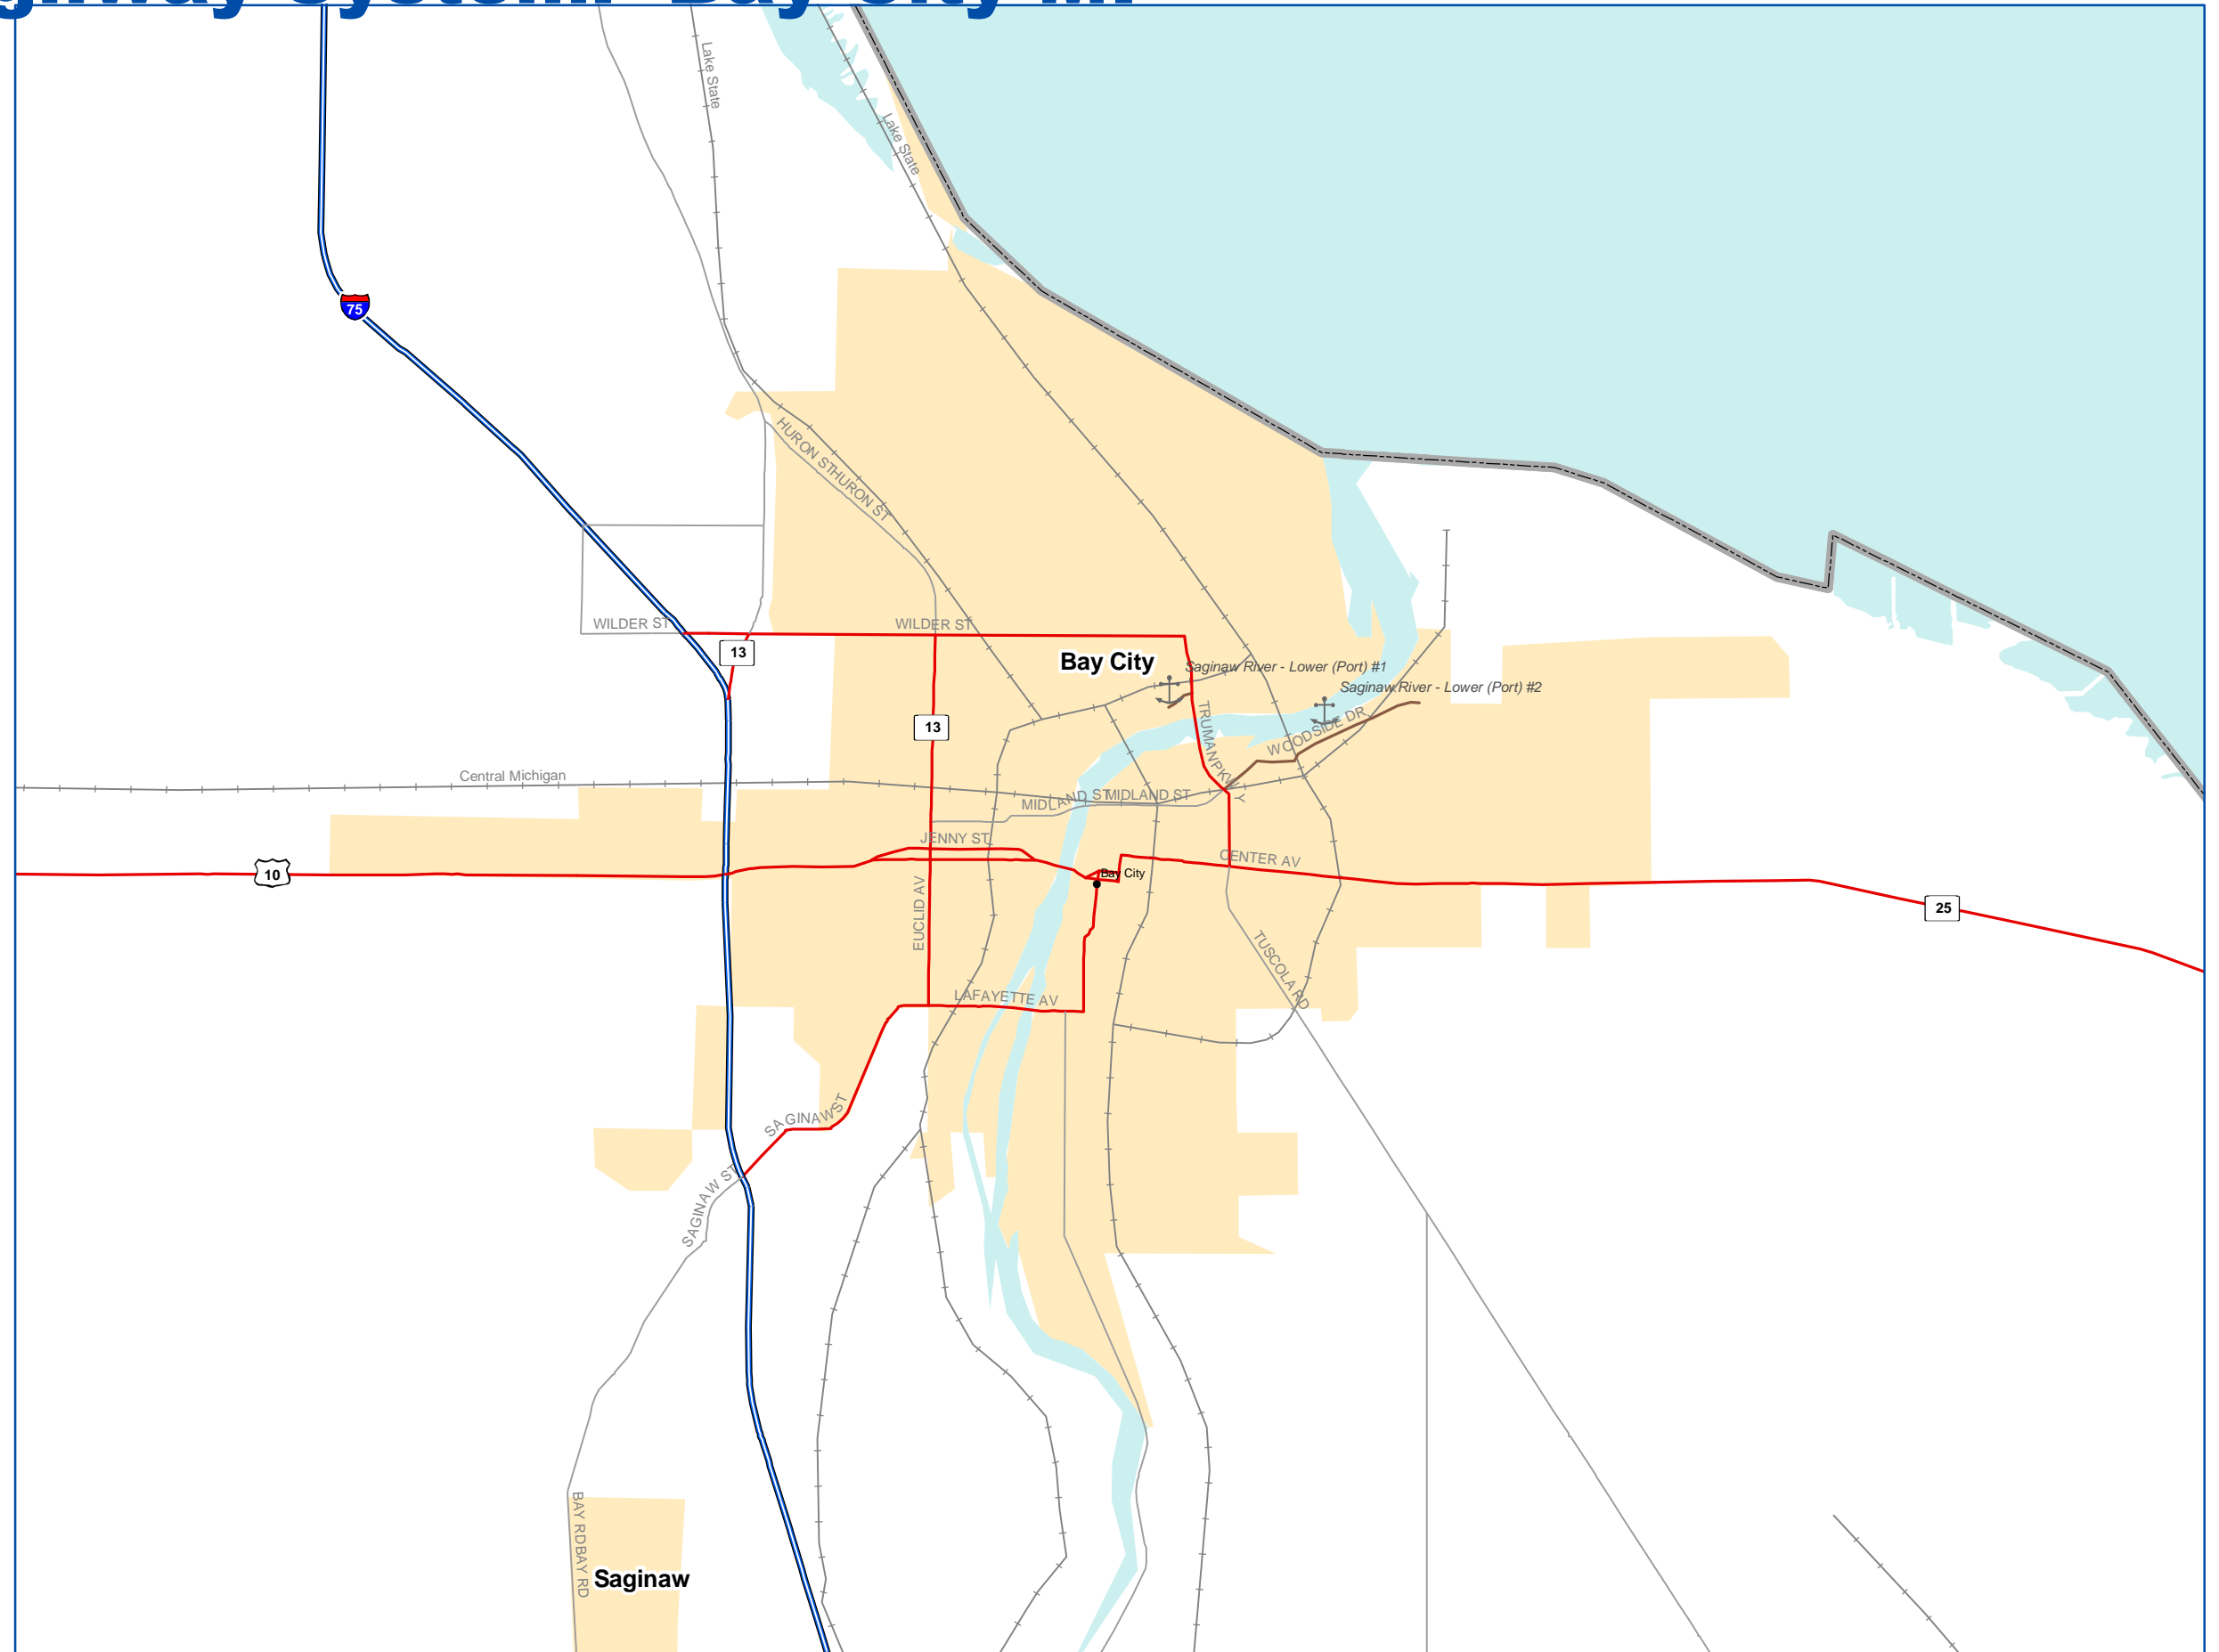 Lake State
Lake State
75
HURON ST HURON ST
WILDER ST
WILDER ST
13
Bay City
Saginaw River - Lower (Port) #1
Saginaw River - Lower (Port) #2
13
TRUMAN PKWY
WOODSIDE DR
Central Michigan
MIDLAND ST
MIDLAND ST
JENNY ST
CENTER AV
10
Bay City
EUCLID AV
25
TUSCOLA RD
LAFAYETTE AV
SAGINAW ST
SAGINAW ST
BAY RD BAY RD
Saginaw